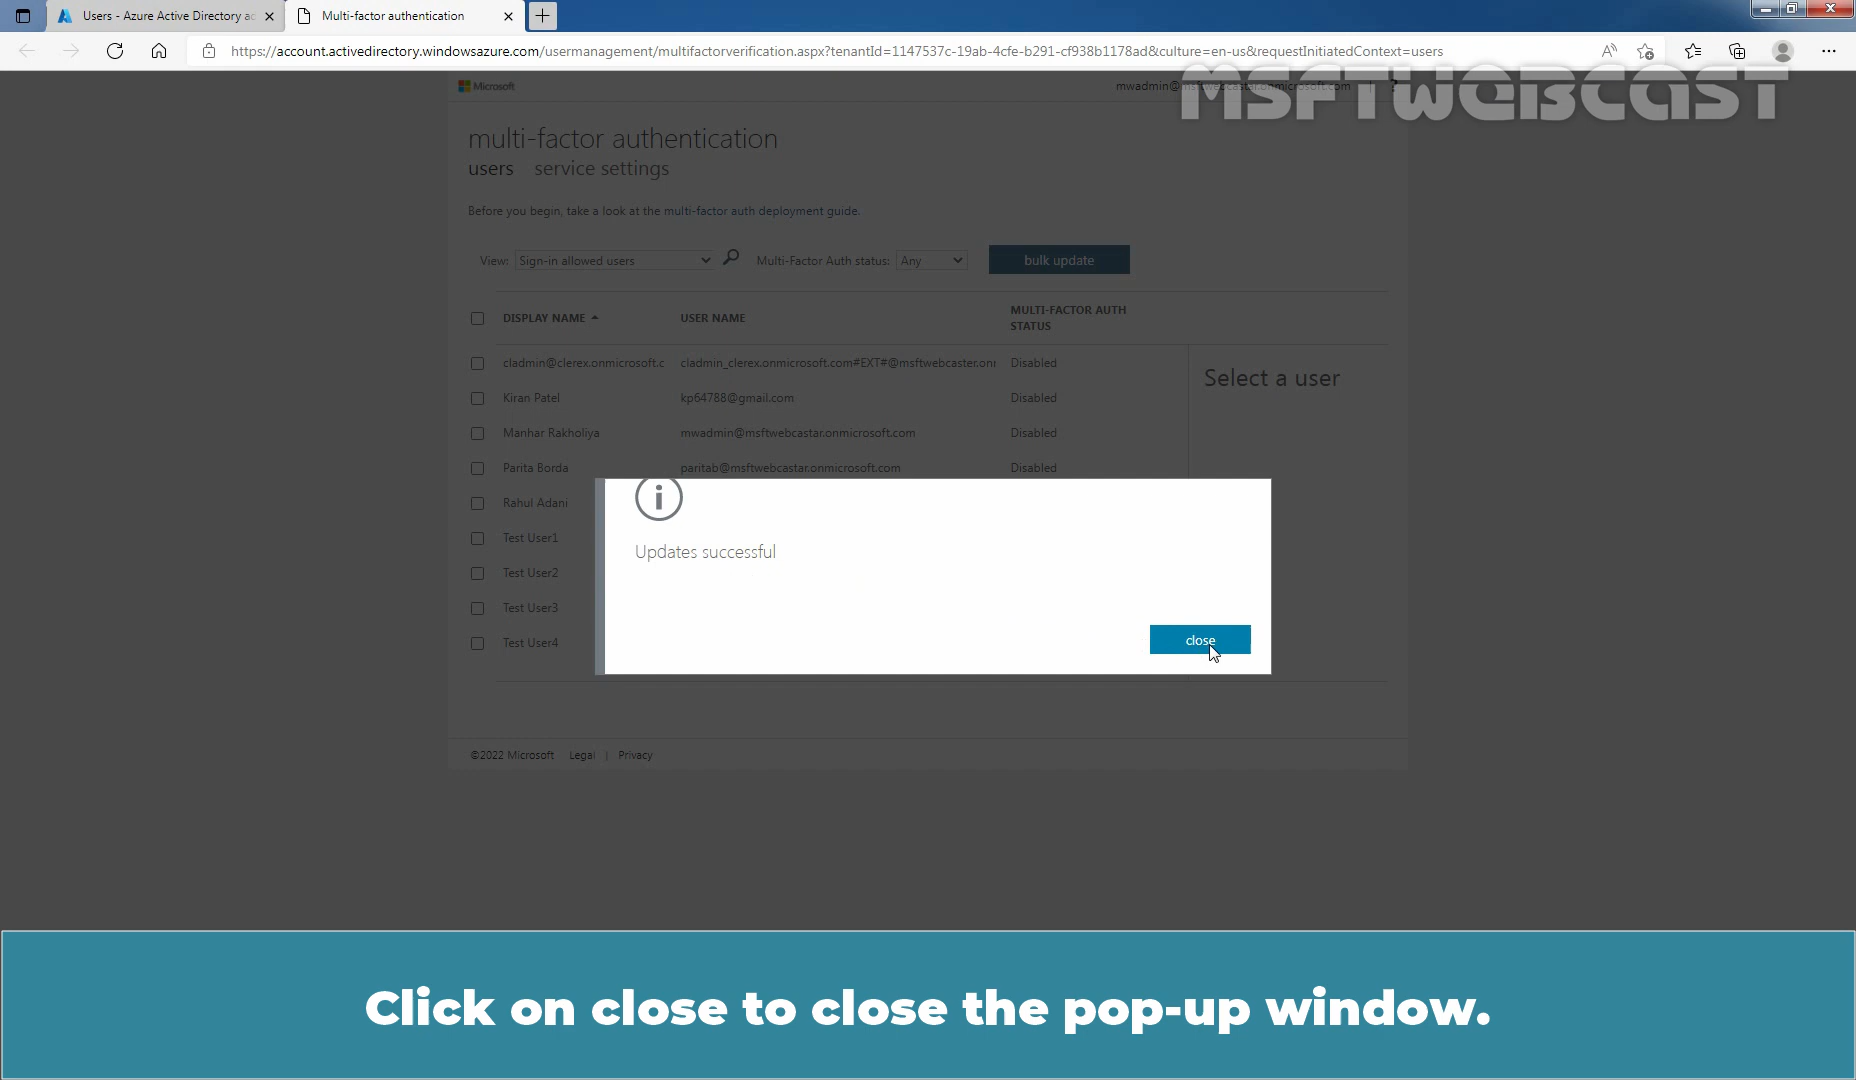 Users - Azure Active Directory ac
Multi-factor authentication
https://account.activedirectory.windowsazure.com/usermanagement/multifactorverification.aspx?tenantId=1147537c-19ab-4cfe-b291-cf938b1178ad&culture=en-us&requestInitiatedContext=users
MSFTWEBCAST
Microsoft
mwadmin@msftwebcastar.onmicrosoft.com | ?
multi-factor authentication
users service settings
Before you begin, take a look at the multi-factor auth deployment guide.
View: Sign-in allowed users Multi-Factor Auth status: Any bulk update
DISPLAY NAME USER NAME MULTI-FACTOR AUTH
STATUS
cladmin@clerex.onmicrosoft.c cladmin_clerex.onmicrosoft.com#EXT#@msftwebcaster.onr Disabled
Select a user
Kiran Patel kp64788@gmail.com Disabled
Manhar Rakholiya mwadmin@msftwebcastar.onmicrosoft.com Disabled
Parita Borda paritab@msftwebcastar.onmicrosoft.com Disabled
Rahul Adani
Test User1
Test User2
Test User3
Test User4
Updates successful
close
©2022 Microsoft Legal | Privacy
Click on close to close the pop-up window.